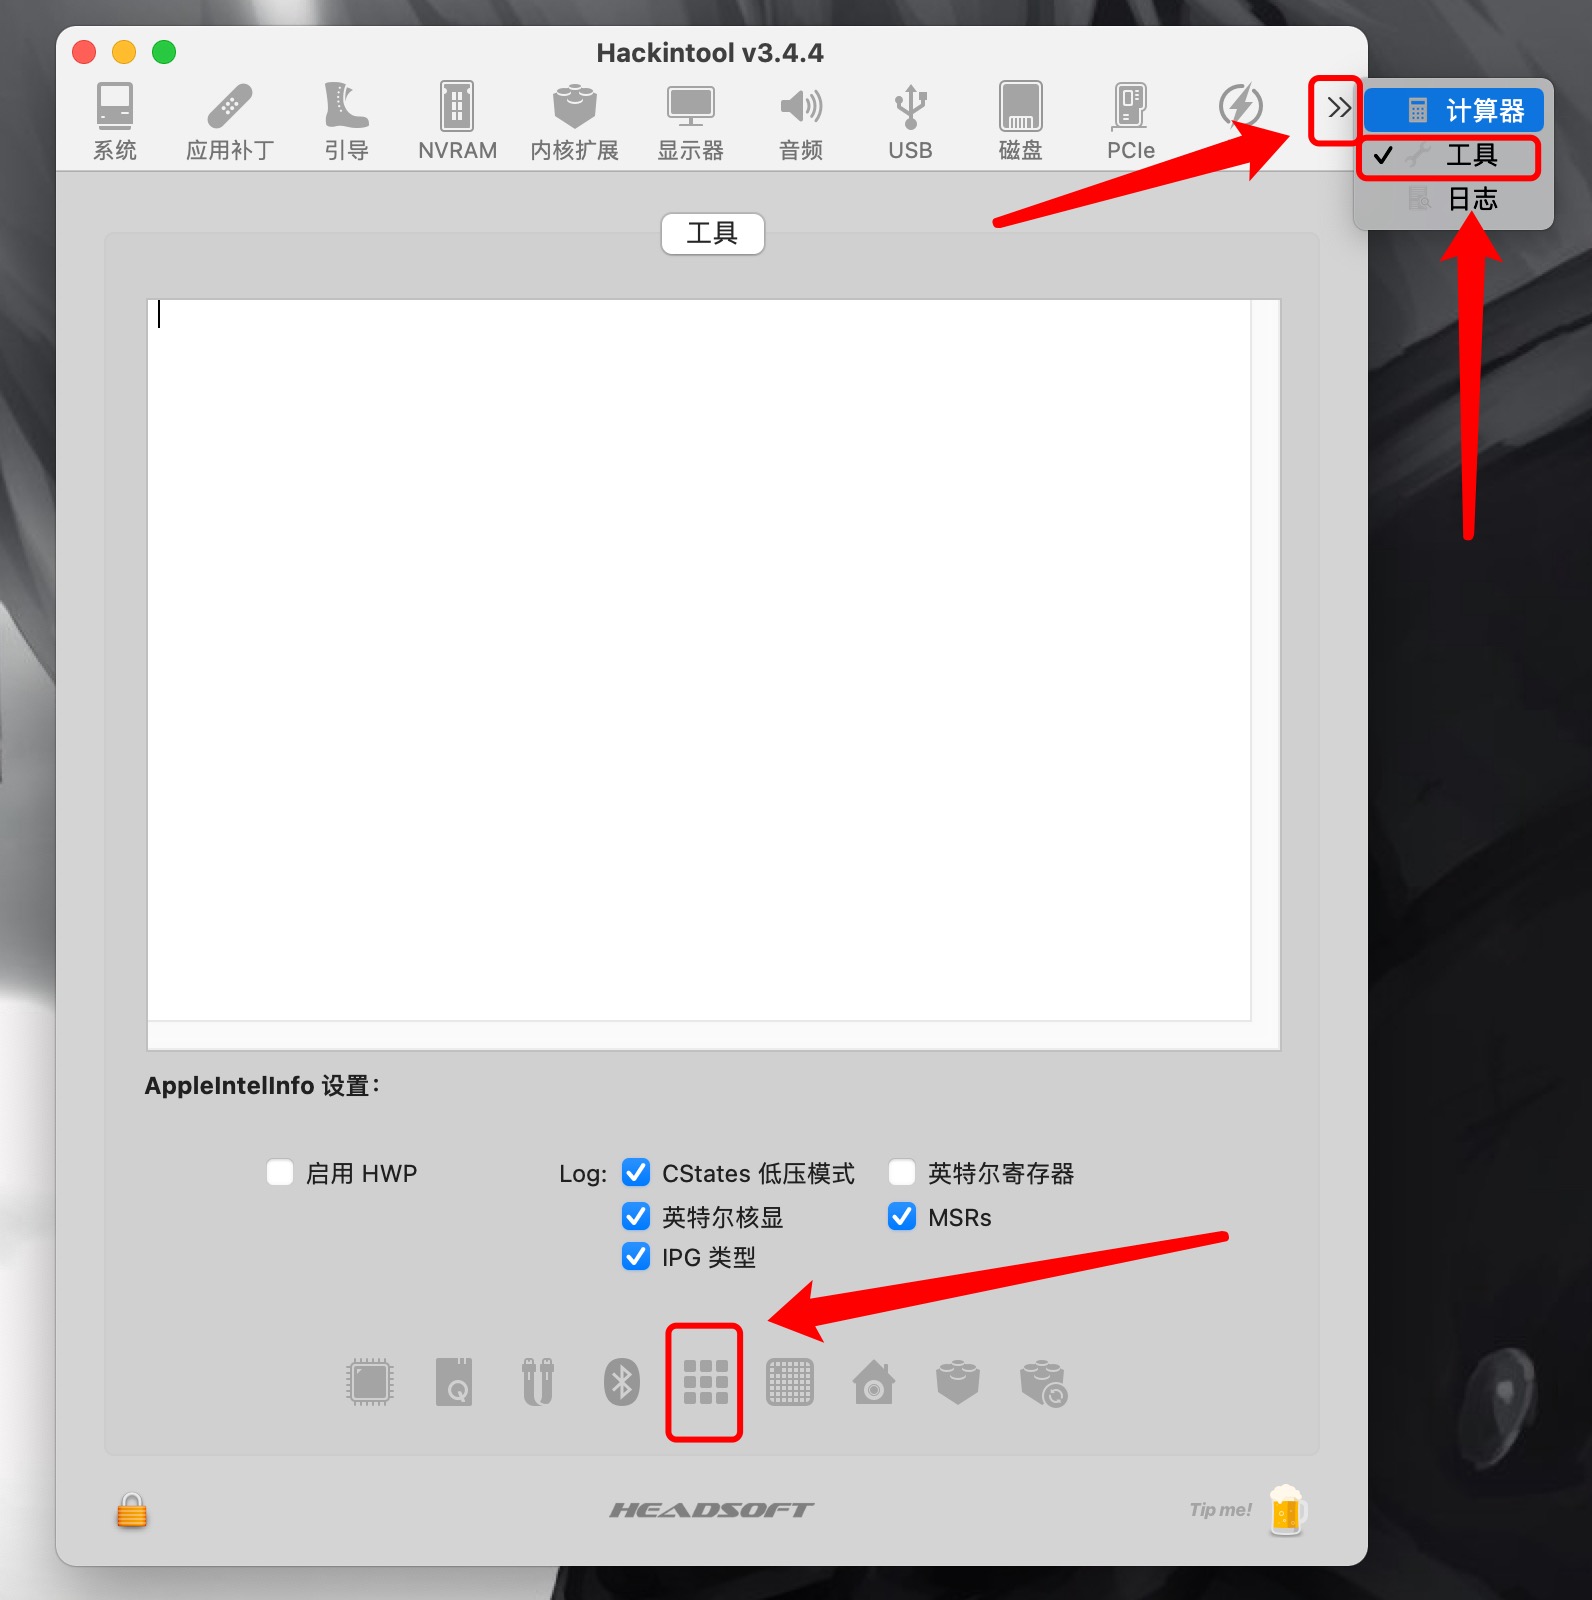 Hackintool v3.4.4
系统
应用补丁
引导
NVRAM
内核扩展
显示器
音频
USB
磁盘
PCIe
计算器
工具
日志
工具
AppleIntelInfo 设置：
启用 HWP
Log:
CStates 低压模式
英特尔寄存器
英特尔核显
MSRs
IPG 类型
HEADSOFT
Tip me!